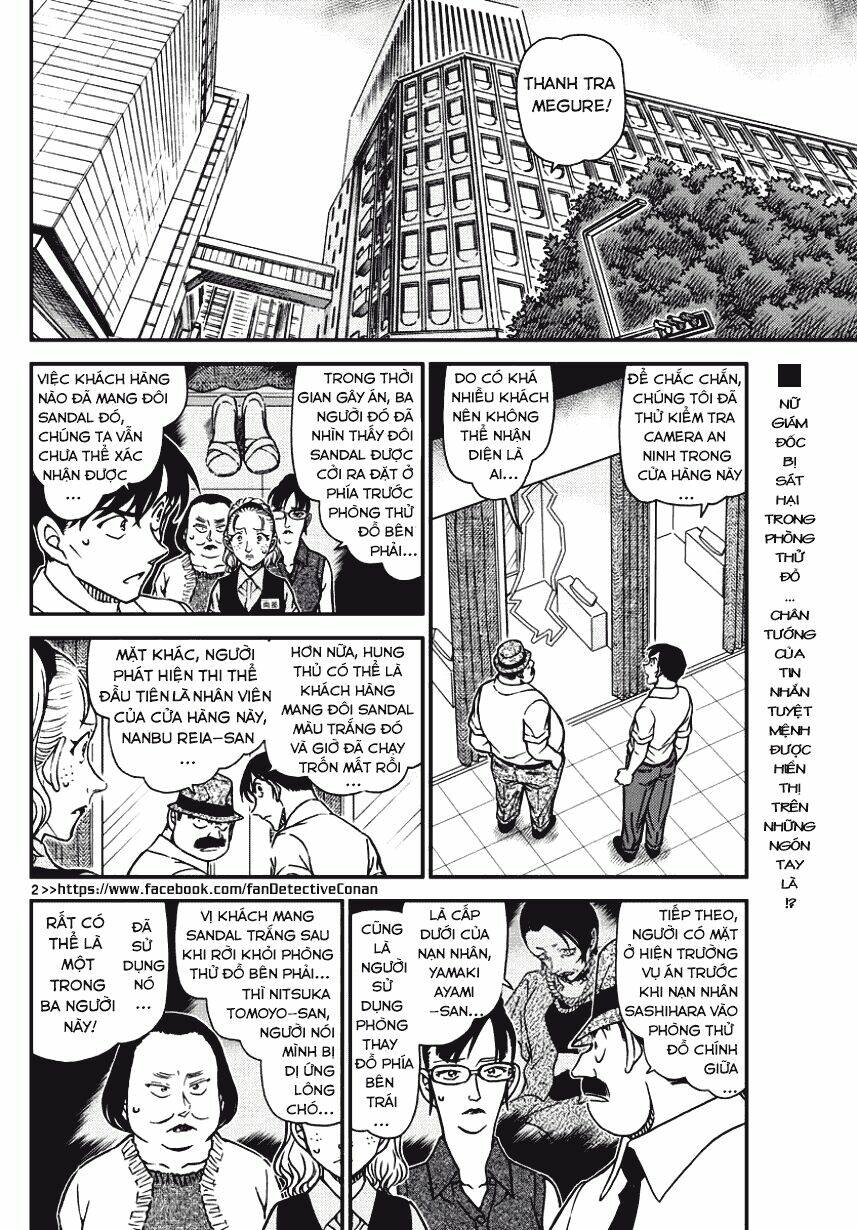 THANH TRA
MEGURE!
NỮ
GIÁM
ĐỐC
BỊ
SÁT
HẠI
TRONG
PHÒNG
THỬ
ĐỒ
...
CHÂN
TƯỚNG
CỦA
TIN
NHẮN
TUYỆT
MỆNH
ĐƯỢC
HIỂN
THỊ
TRÊN
NHỮNG
NGÓN
TAY
LÀ
!?
ĐỂ CHẮC CHẮN,
CHÚNG TÔI ĐÃ
THỬ KIỂM TRA
CAMERA AN
NINH TRONG
CỬA HÀNG NÀY
...
DO CÓ KHÁ
NHIỀU KHÁCH
NÊN KHÔNG
THỂ NHẬN
DIỆN LÀ
AI...
TRONG THỜI
GIAN GÂY ÁN, BA
NGƯỜI ĐÓ ĐÃ
NHÌN THẤY ĐÔI
SANDAL ĐƯỢC
CỞI RA ĐẶT Ở
PHÍA TRƯỚC
PHÒNG THỬ
ĐỒ BÊN
PHẢI...
VIỆC KHÁCH HÀNG
NÀO ĐÃ MANG ĐÔI
SANDAL ĐÓ,
CHÚNG TA VẪN
CHƯA THỂ XÁC
NHẬN ĐƯỢC
...
HƠN NỮA, HUNG
THỦ CÓ THỂ LÀ
KHÁCH HÀNG
MANG ĐÔI SANDAL
MÀU TRẮNG ĐÓ
VÀ GIỜ ĐÃ CHẠY
TRỐN MẤT RỒI
...
MẶT KHÁC, NGƯỜI
PHÁT HIỆN THI THỂ
ĐẦU TIÊN LÀ NHÂN VIÊN
CỦA CỬA HÀNG NÀY,
NANBU REIA-SAN
...
2 >>https://www.facebook.com/fanDetectiveConan
TIẾP THEO,
NGƯỜI CÓ MẶT
Ở HIỆN TRƯỜNG
VỤ ÁN TRƯỚC
KHI NẠN NHÂN
SASHIHARA VÀO
PHÒNG THỬ
ĐỒ CHÍNH
GIỮA
LÀ CẤP
DƯỚI CỦA
NẠN NHÂN,
YAMAKI
AYAMI
-SAN...
CŨNG
LÀ
NGƯỜI
SỬ
DỤNG
PHÒNG
THAY
ĐỒ PHÍA
BÊN
TRÁI
...
VỊ KHÁCH MANG
SANDAL TRẮNG SAU
KHI RỜI KHỎI PHÒNG
THỬ ĐỒ BÊN PHẢI...
THÌ NITSUKA
TOMOYO-SAN,
NGƯỜI NÓI
MÌNH BỊ
DỊ ỨNG
LÔNG
CHÓ...
ĐÃ
SỬ
DỤNG
NÓ
...
RẤT CÓ
THỂ LÀ
MỘT
TRONG
BA NGƯỜI
NÀY!